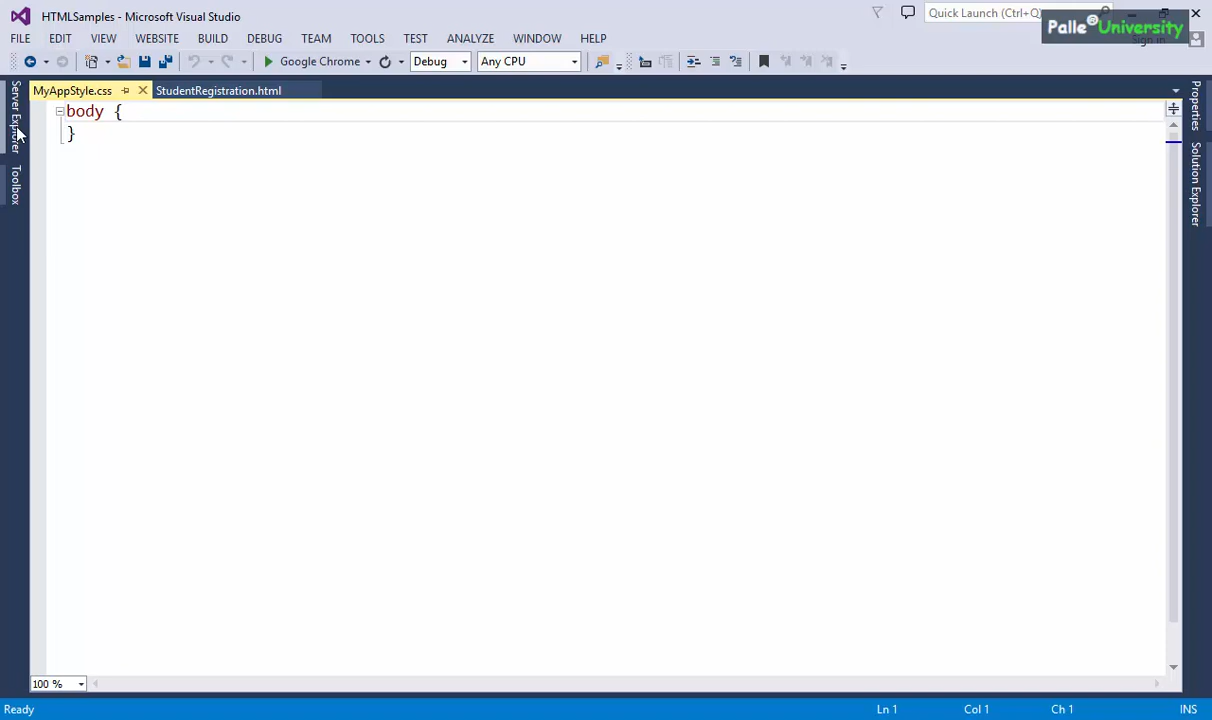 HTMLSamples - Microsoft Visual Studio
Quick Launch (Ctrl+Q)
Palle University
Sign in
FILE EDIT VIEW WEBSITE BUILD DEBUG TEAM TOOLS TEST ANALYZE WINDOW HELP
Google Chrome Debug Any CPU
MyAppStyle.css StudentRegistration.html
Server Explorer
Toolbox
body {
}
Properties
Solution Explorer
100 %
Ready Ln 1 Col 1 Ch 1 INS